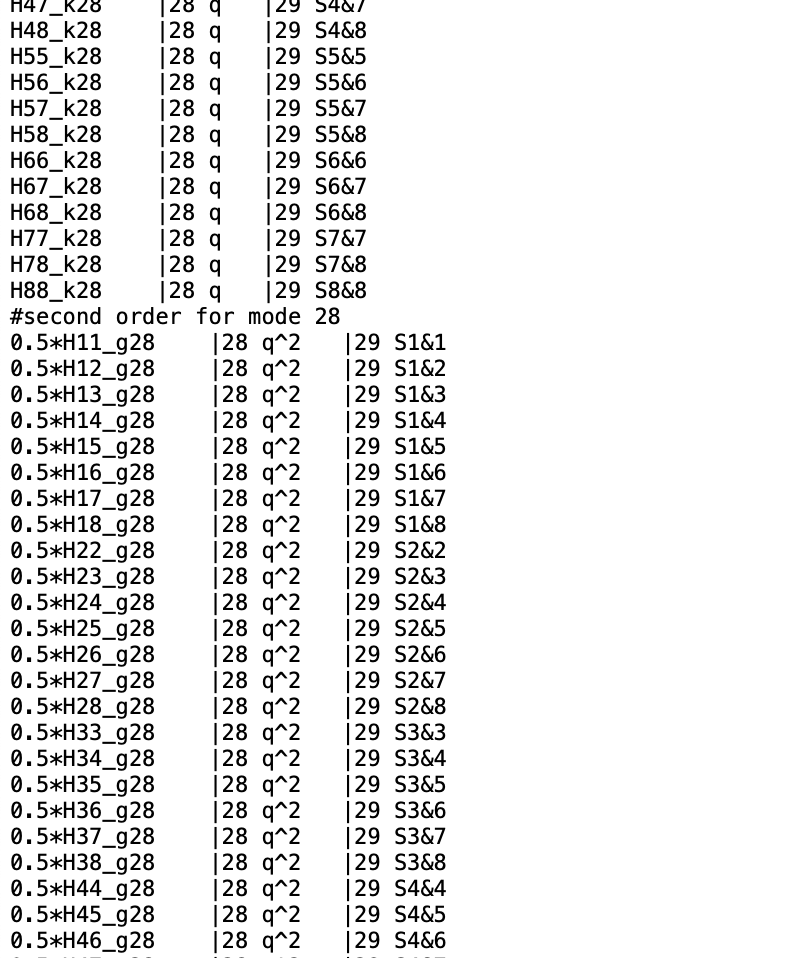 H47_k28    |28 q   |29 S4&7
H48_k28    |28 q   |29 S4&8
H55_k28    |28 q   |29 S5&5
H56_k28    |28 q   |29 S5&6
H57_k28    |28 q   |29 S5&7
H58_k28    |28 q   |29 S5&8
H66_k28    |28 q   |29 S6&6
H67_k28    |28 q   |29 S6&7
H68_k28    |28 q   |29 S6&8
H77_k28    |28 q   |29 S7&7
H78_k28    |28 q   |29 S7&8
H88_k28    |28 q   |29 S8&8
#second order for mode 28
0.5*H11_g28    |28 q^2   |29 S1&1
0.5*H12_g28    |28 q^2   |29 S1&2
0.5*H13_g28    |28 q^2   |29 S1&3
0.5*H14_g28    |28 q^2   |29 S1&4
0.5*H15_g28    |28 q^2   |29 S1&5
0.5*H16_g28    |28 q^2   |29 S1&6
0.5*H17_g28    |28 q^2   |29 S1&7
0.5*H18_g28    |28 q^2   |29 S1&8
0.5*H22_g28    |28 q^2   |29 S2&2
0.5*H23_g28    |28 q^2   |29 S2&3
0.5*H24_g28    |28 q^2   |29 S2&4
0.5*H25_g28    |28 q^2   |29 S2&5
0.5*H26_g28    |28 q^2   |29 S2&6
0.5*H27_g28    |28 q^2   |29 S2&7
0.5*H28_g28    |28 q^2   |29 S2&8
0.5*H33_g28    |28 q^2   |29 S3&3
0.5*H34_g28    |28 q^2   |29 S3&4
0.5*H35_g28    |28 q^2   |29 S3&5
0.5*H36_g28    |28 q^2   |29 S3&6
0.5*H37_g28    |28 q^2   |29 S3&7
0.5*H38_g28    |28 q^2   |29 S3&8
0.5*H44_g28    |28 q^2   |29 S4&4
0.5*H45_g28    |28 q^2   |29 S4&5
0.5*H46_g28    |28 q^2   |29 S4&6